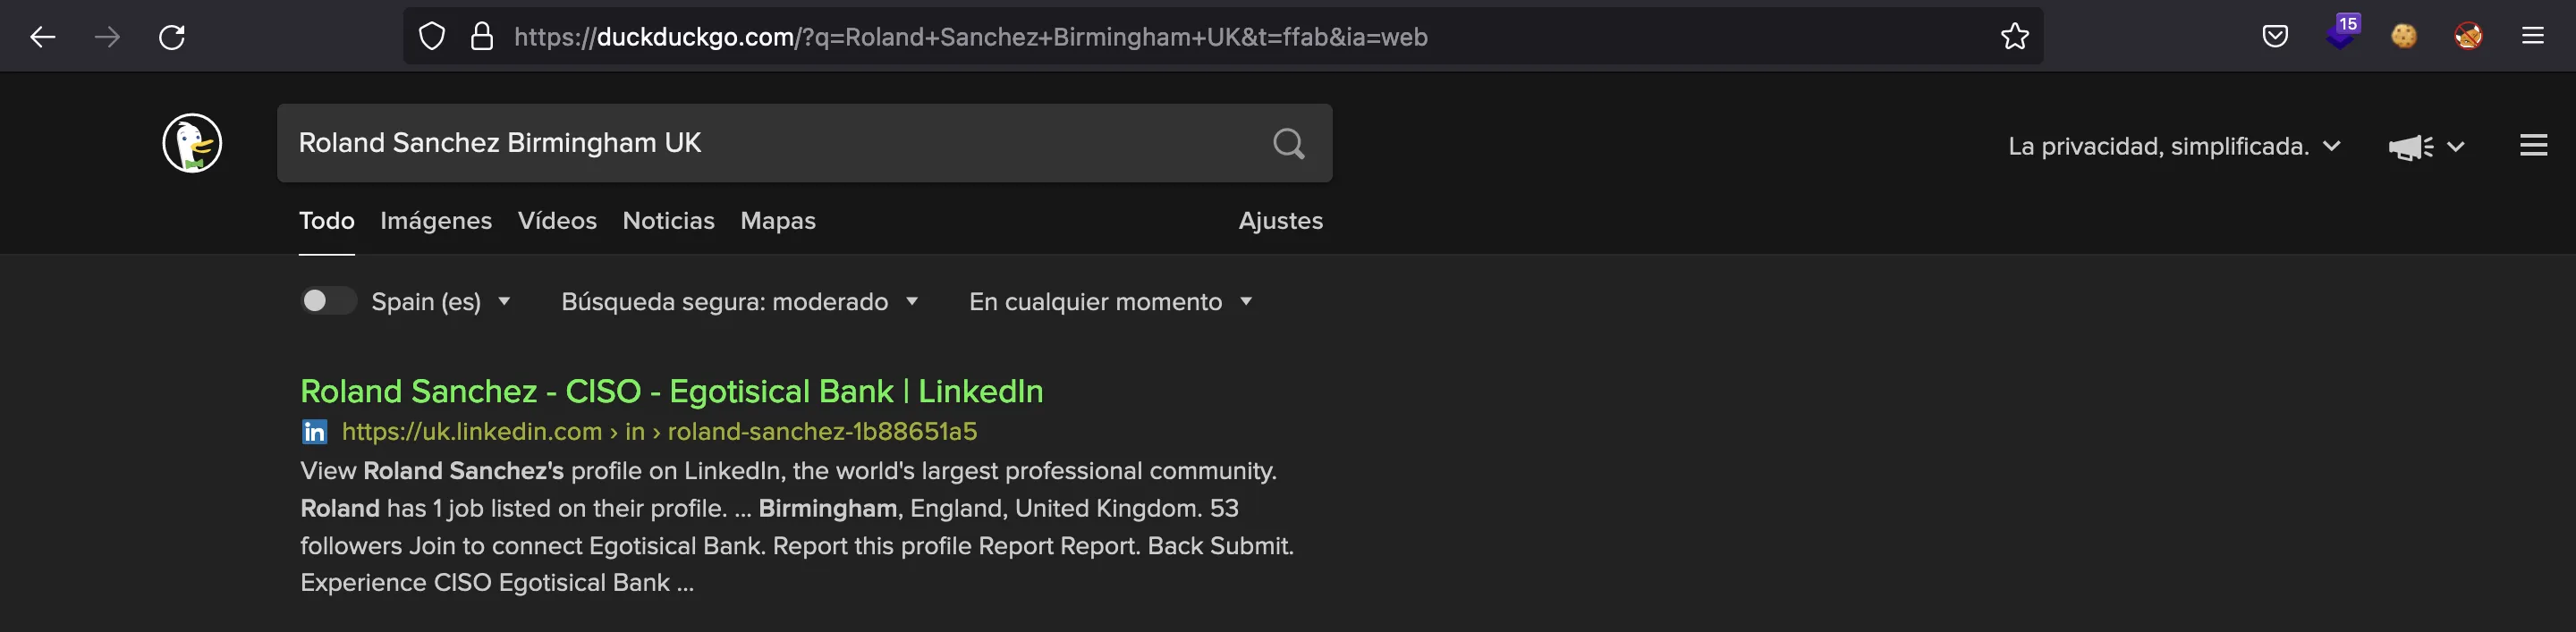 https://duckduckgo.com/?q=Roland+Sanchez+Birmingham+UK&t=ffab&ia=web
15
Roland Sanchez Birmingham UK
La privacidad, simplificada.
Todo Imágenes Vídeos Noticias Mapas Ajustes
Spain (es) Búsqueda segura: moderado En cualquier momento
Roland Sanchez - CISO - Egotisical Bank | LinkedIn
in https://uk.linkedin.com › in › roland-sanchez-1b88651a5
View Roland Sanchez's profile on LinkedIn, the world's largest professional community.
Roland has 1 job listed on their profile. ... Birmingham, England, United Kingdom. 53
followers Join to connect Egotisical Bank. Report this profile Report Report. Back Submit.
Experience CISO Egotisical Bank ...